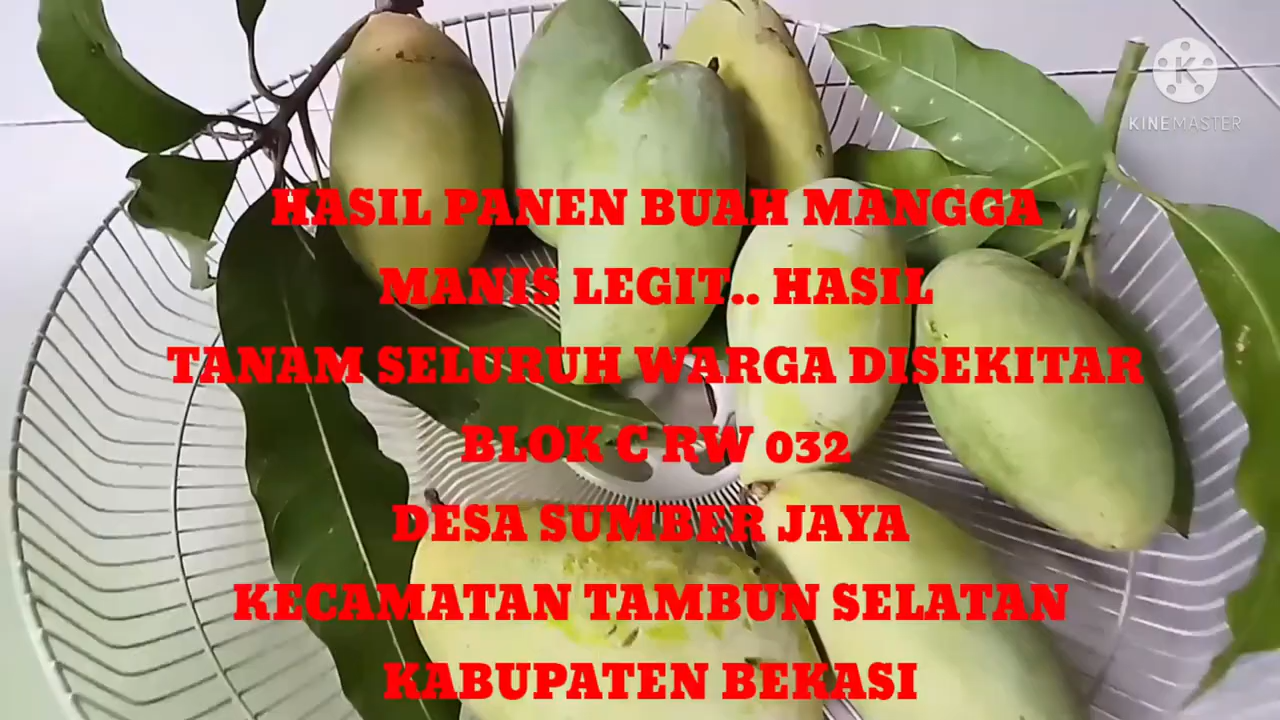 KINEMASTER
HASIL PANEN BUAH MANGGA
MANIS LEGIT.. HASIL
TANAM SELURUH WARGA DISEKITAR
BLOK C RW 032
DESA SUMBER JAYA
KECAMATAN TAMBUN SELATAN
KABUPATEN BEKASI